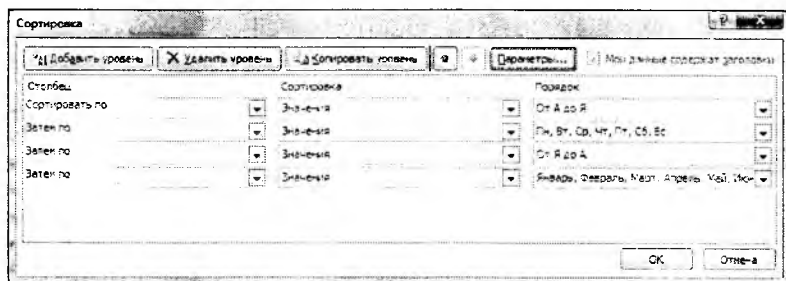 Сортировка
Добавить уровень Удалить уровень Копировать уровень Параметры... Мои данные содержат заголовки
Столбец Сортировка Порядок
Сортировать по Значения От А до Я
Затем по Значения Пн, Вт, Ср, Чт, Пт, Сб, Вс
Затем по Значения От Я до А
Затем по Значения Январь, Февраль, Март, Апрель, Май, Июн
ОК Отмена